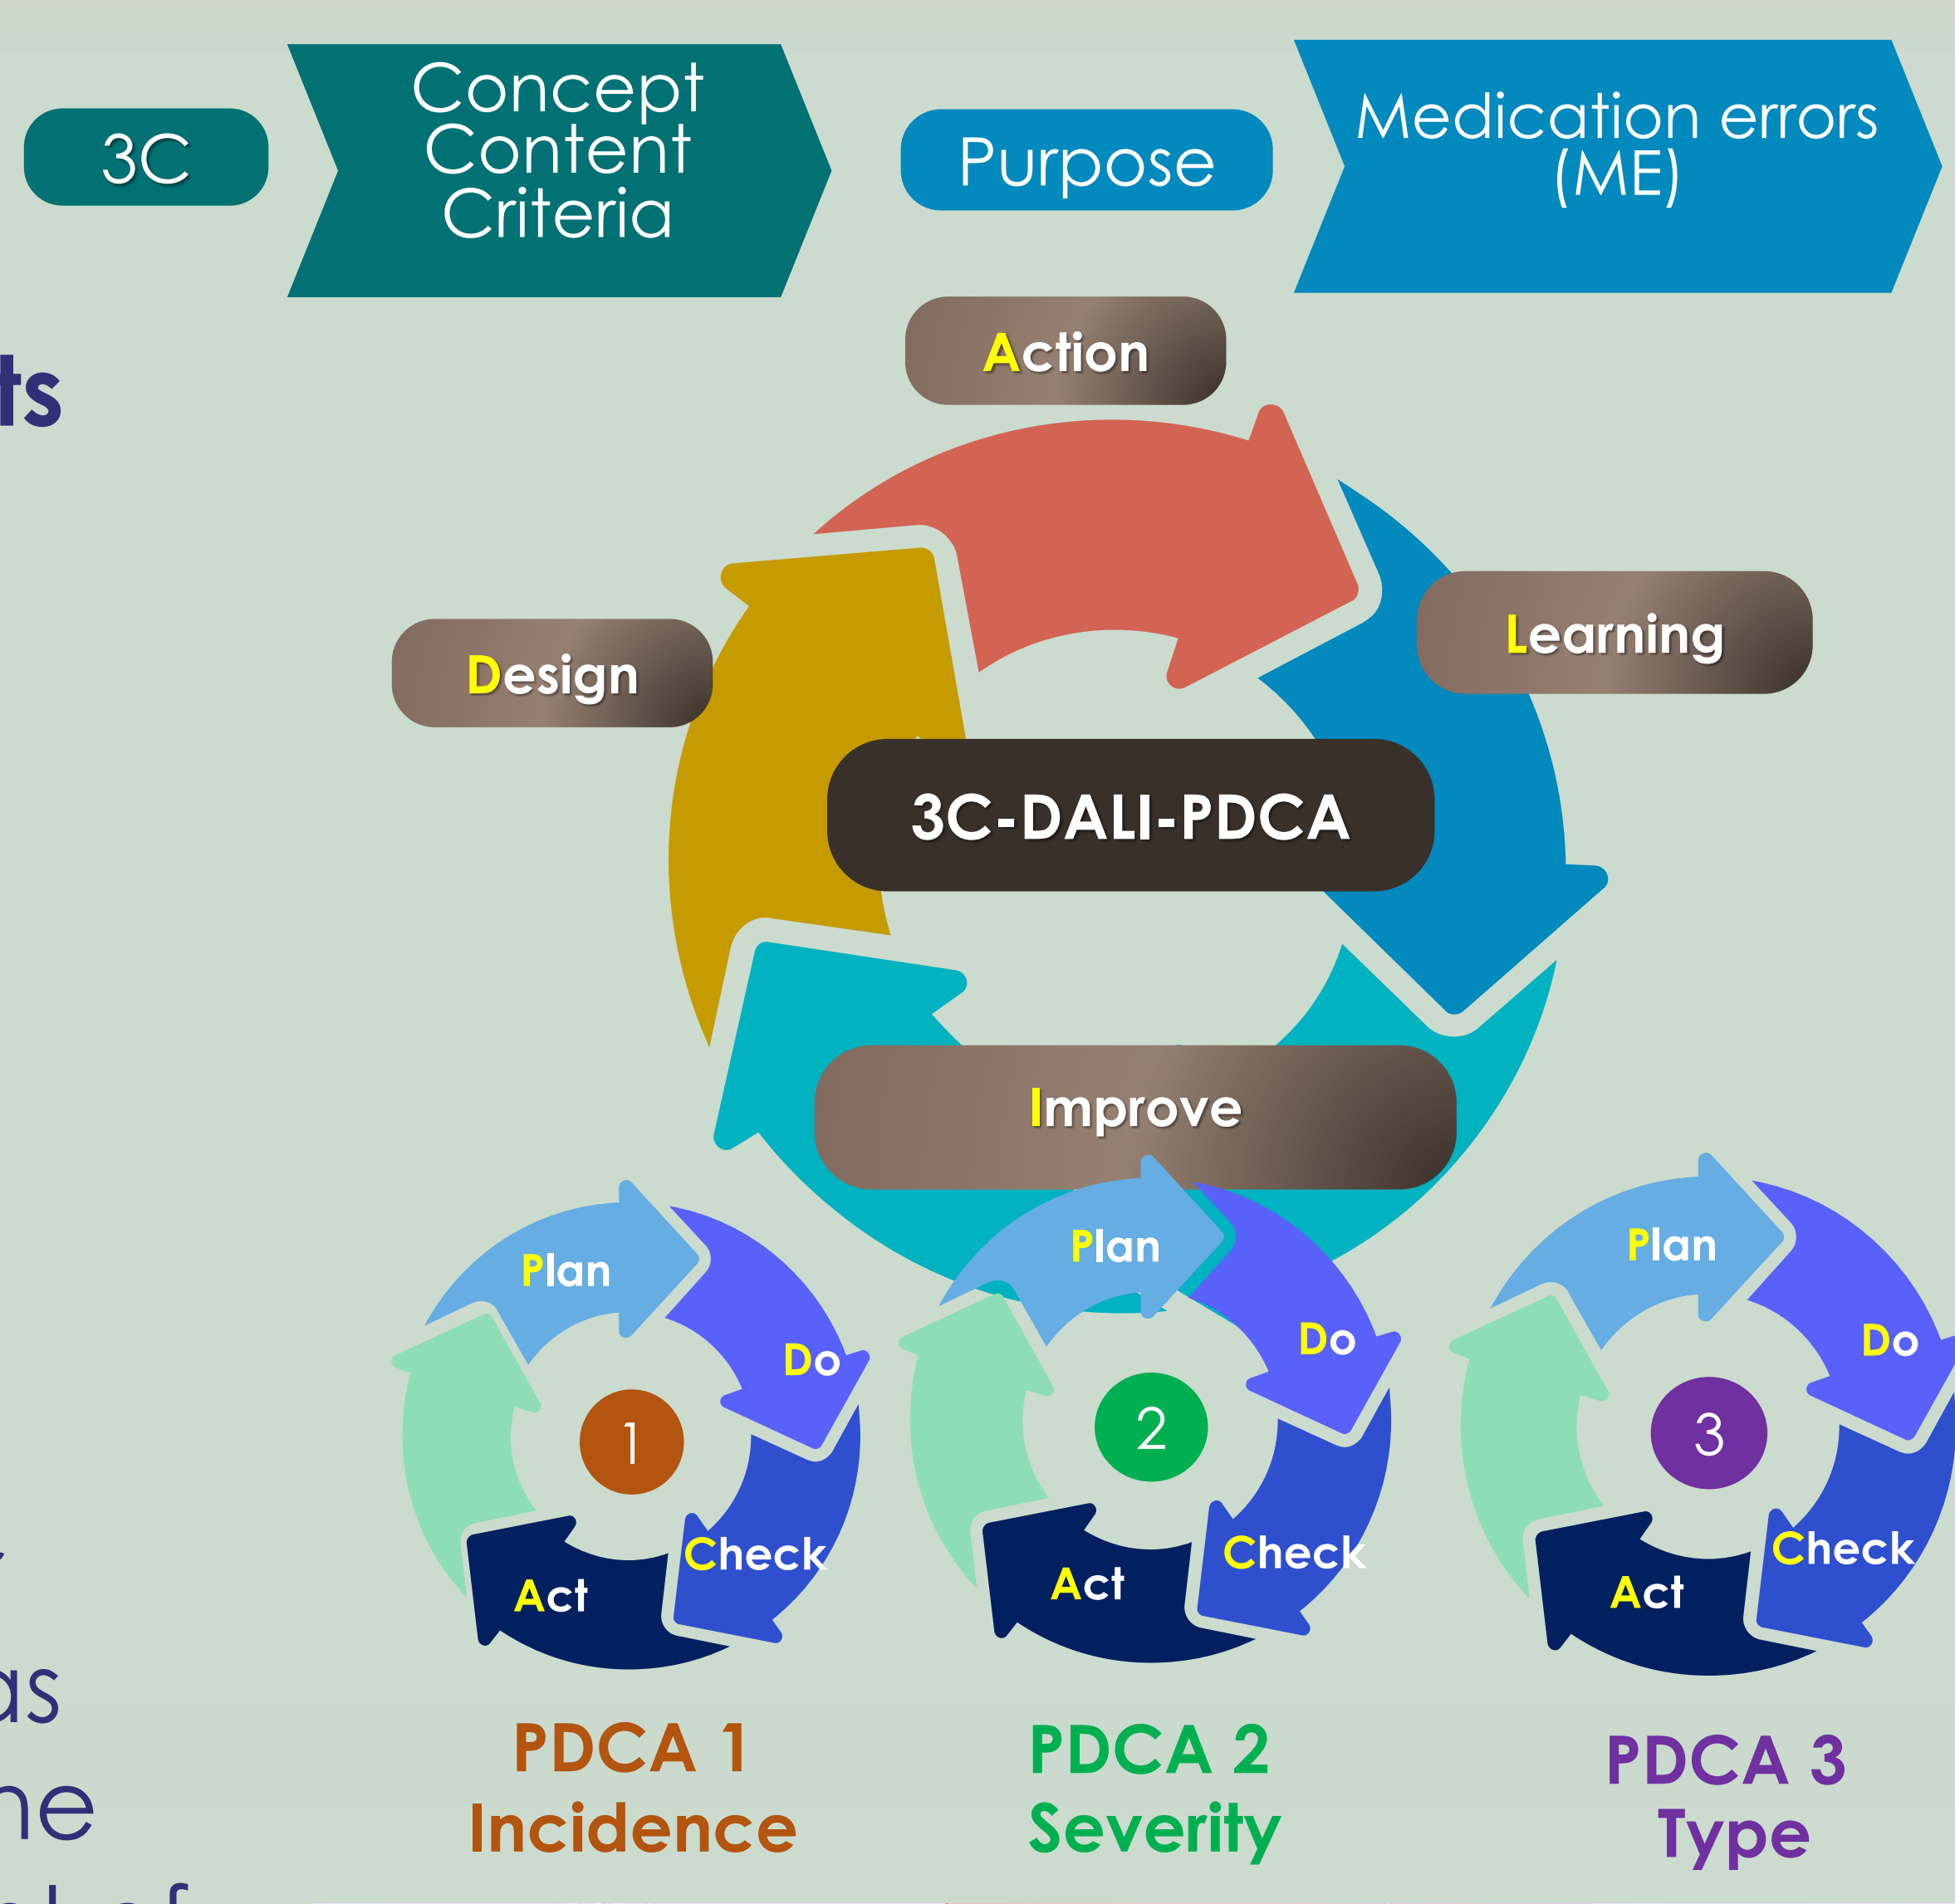 3C
Concept
Content
Criteria
Purpose
Medication errors
(ME)
Action
Learning
Design
3C-DALI-PDCA
Improve
Plan
Do
Check
Act
1
Plan
Do
Check
Act
2
Plan
Do
Check
Act
3
PDCA 1
Incidence
PDCA 2
Severity
PDCA 3
Type